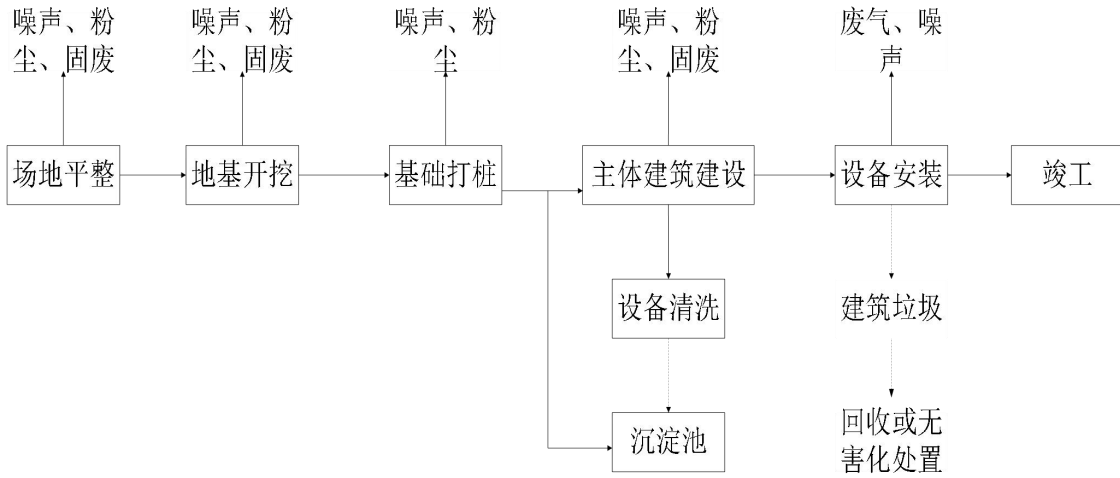 噪声、粉
尘、固废
噪声、粉
尘、固废
噪声、粉
尘
噪声、粉
尘、固废
废气、噪
声
场地平整
地基开挖
基础打桩
主体建筑建设
设备安装
竣工
设备清洗
建筑垃圾
沉淀池
回收或无
害化处置